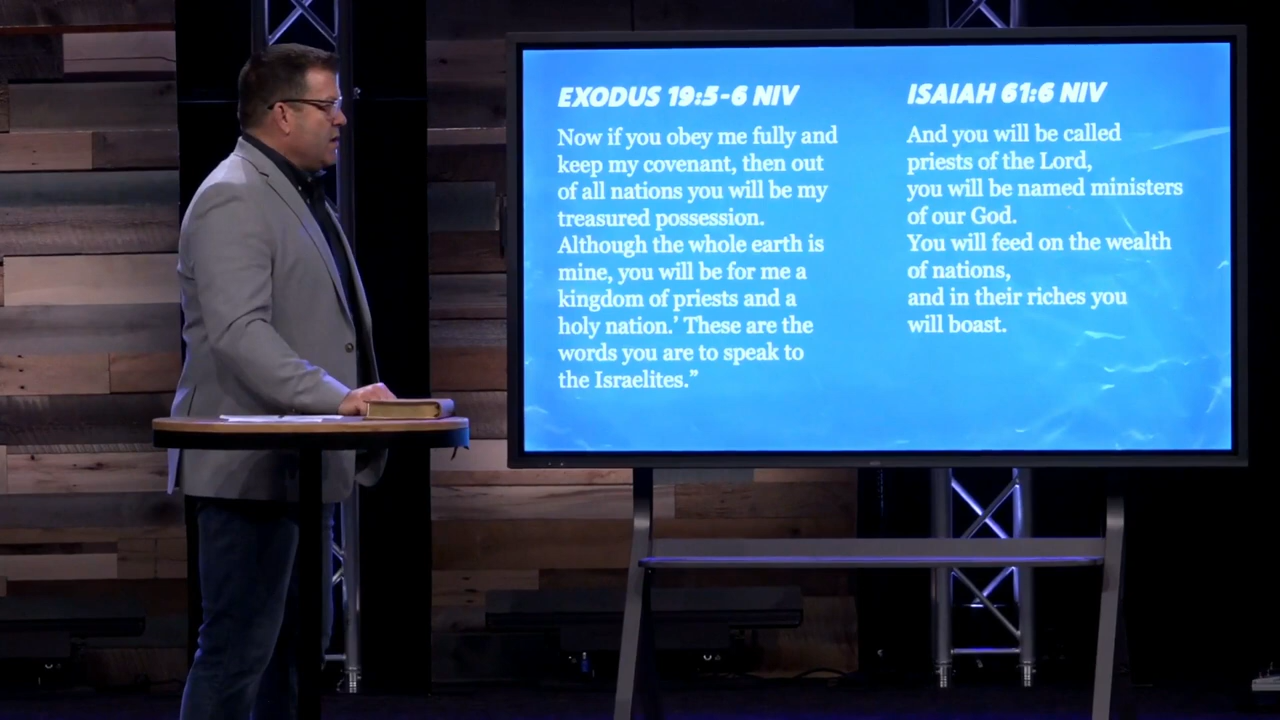 EXODUS 19:5-6 NIV
Now if you obey me fully and
keep my covenant, then out
of all nations you will be my
treasured possession.
Although the whole earth is
mine, you will be for me a
kingdom of priests and a
holy nation.’ These are the
words you are to speak to
the Israelites.”
ISAIAH 61:6 NIV
And you will be called
priests of the Lord,
you will be named ministers
of our God.
You will feed on the wealth
of nations,
and in their riches you
will boast.